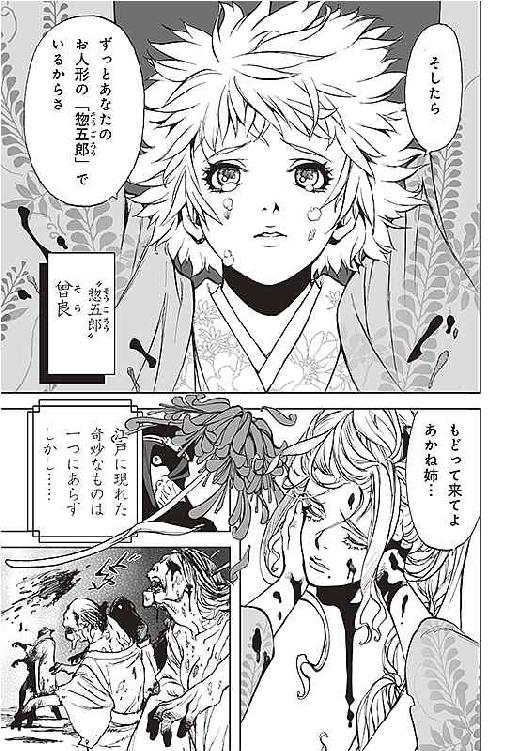 そしたら
ずっとあなたの
お人形の「惣五郎」で
いるからさ
“惣五郎”
曾良
もどって来てよ
あかね姉…
江戸に現れた
奇妙なものは
一つにあらず
しかし……